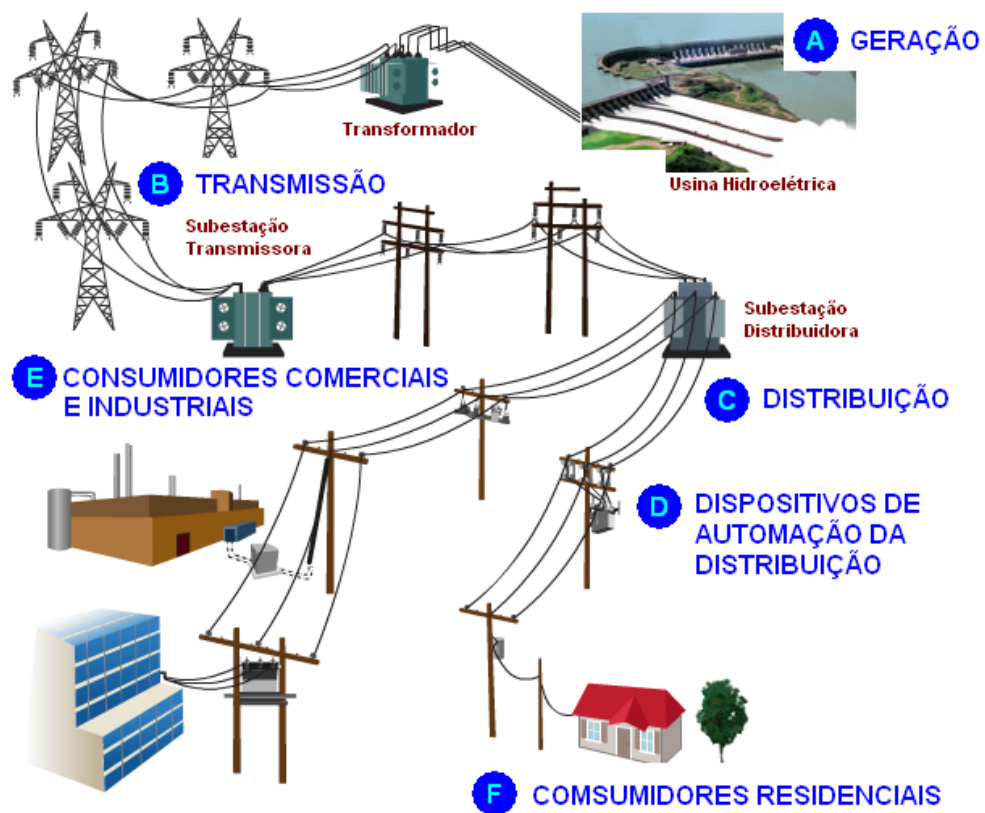 A GERAÇÃO
Transformador
Usina Hidroelétrica
B TRANSMISSÃO
Subestação
Transmissora
Subestação
Distribuidora
E CONSUMIDORES COMERCIAIS
E INDUSTRIAIS
C DISTRIBUIÇÃO
D DISPOSITIVOS DE
AUTOMAÇÃO DA
DISTRIBUIÇÃO
F COMSUMIDORES RESIDENCIAIS